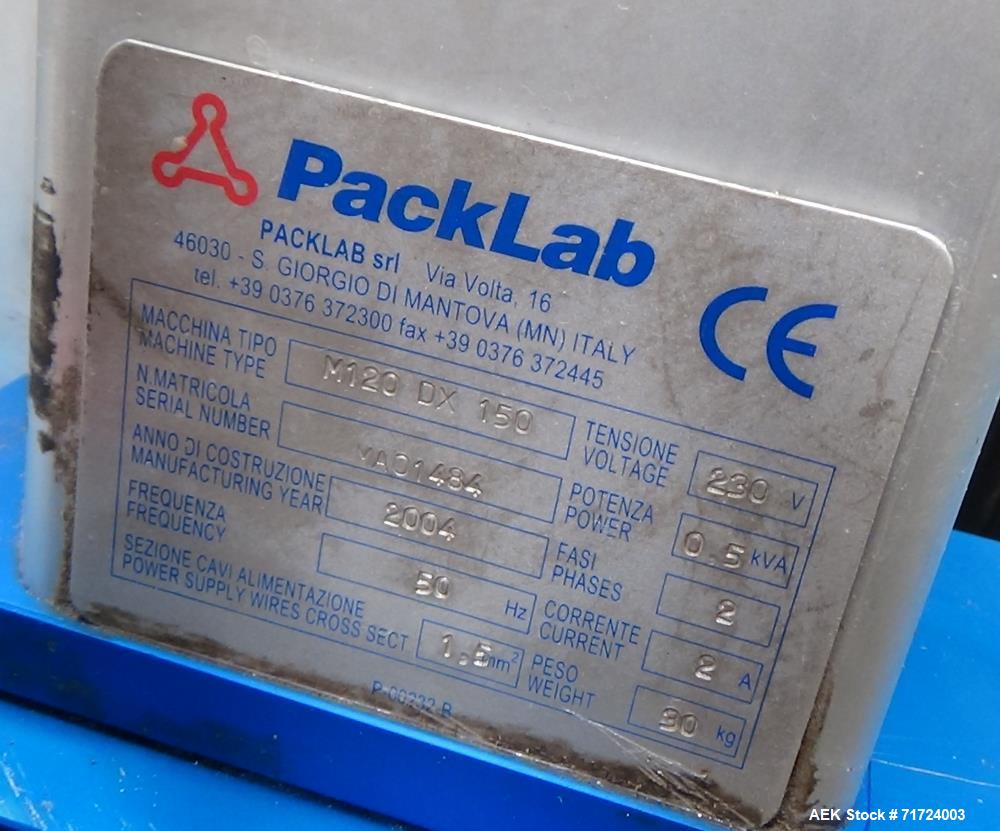 PackLab
PACKLAB srl Via Volta, 16
46030 - S. GIORGIO DI MANTOVA (MN) ITALY
tel. +39 0376 372300 fax +39 0376 372445
CE
MACCHINA TIPO
MACHINE TYPE M120 DX 150
N.MATRICOLA
SERIAL NUMBER MA01484
ANNO DI COSTRUZIONE
MANUFACTURING YEAR 2004
FREQUENZA
FREQUENCY 50 Hz
SEZIONE CAVI ALIMENTAZIONE
POWER SUPPLY WIRES CROSS SECT 1,5 mm²
TENSIONE
VOLTAGE 230 V
POTENZA
POWER 0.5 kVA
FASI
PHASES 2
CORRENTE
CURRENT 2 A
PESO
WEIGHT kg
P-00232 B
AEK Stock # 71724003